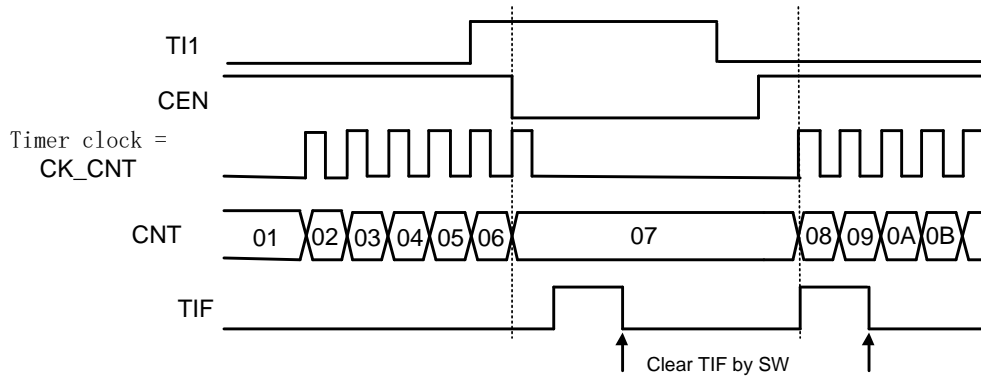 TI1
CEN
Timer clock =
CK_CNT
CNT 01 02 03 04 05 06 07 08 09 0A 0B
TIF
Clear TIF by SW